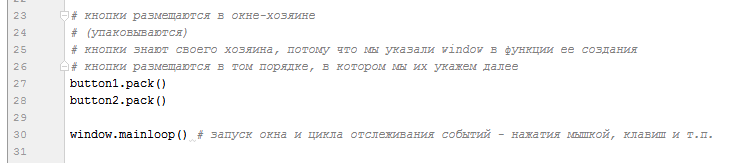 23 # кнопки размещаются в окне-хозяине
24 # (упаковываются)
25 # кнопки знают своего хозяина, потому что мы указали window в функции ее создания
26 # кнопки размещаются в том порядке, в котором мы их укажем далее
27 button1.pack()
28 button2.pack()
29
30 window.mainloop() # запуск окна и цикла отслеживания событий - нажатия мышкой, клавиш и т.п.
31